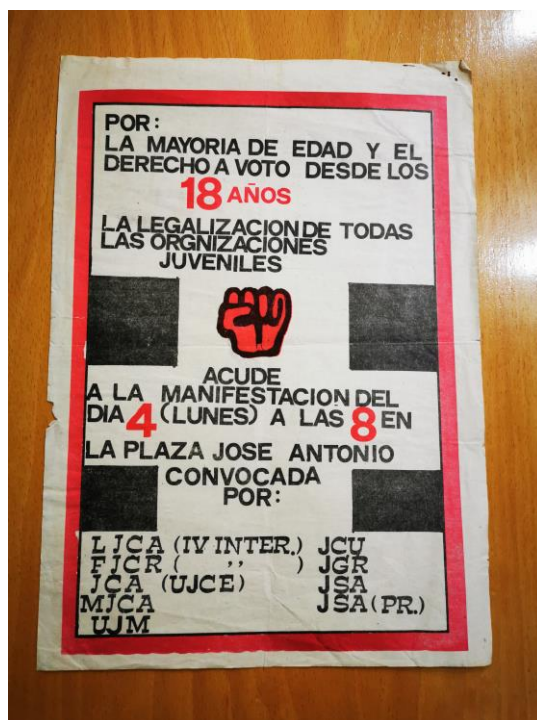 POR:
LA MAYORIA DE EDAD Y EL
DERECHO A VOTO DESDE LOS
18 AÑOS
LA LEGALIZACION DE TODAS
LAS ORGNIZACIONES
JUVENILES
ACUDE
A LA MANIFESTACION DEL
DIA 4 (LUNES) A LAS 8 EN
LA PLAZA JOSE ANTONIO
CONVOCADA
POR:
LJCA (IV INTER.) JCU
FJCR ( ,, ) JGR
JCA (UJCE) JSA
MJCA JSA (PR.)
UJM